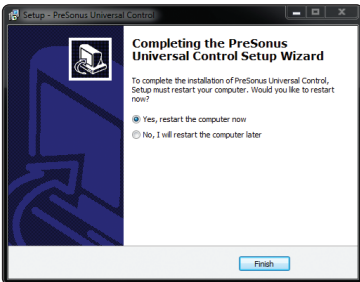 Setup - PreSonus Universal Control
Completing the PreSonus
Universal Control Setup Wizard
To complete the installation of PreSonus Universal Control,
Setup must restart your computer. Would you like to restart
now?
Yes, restart the computer now
No, I will restart the computer later
Finish